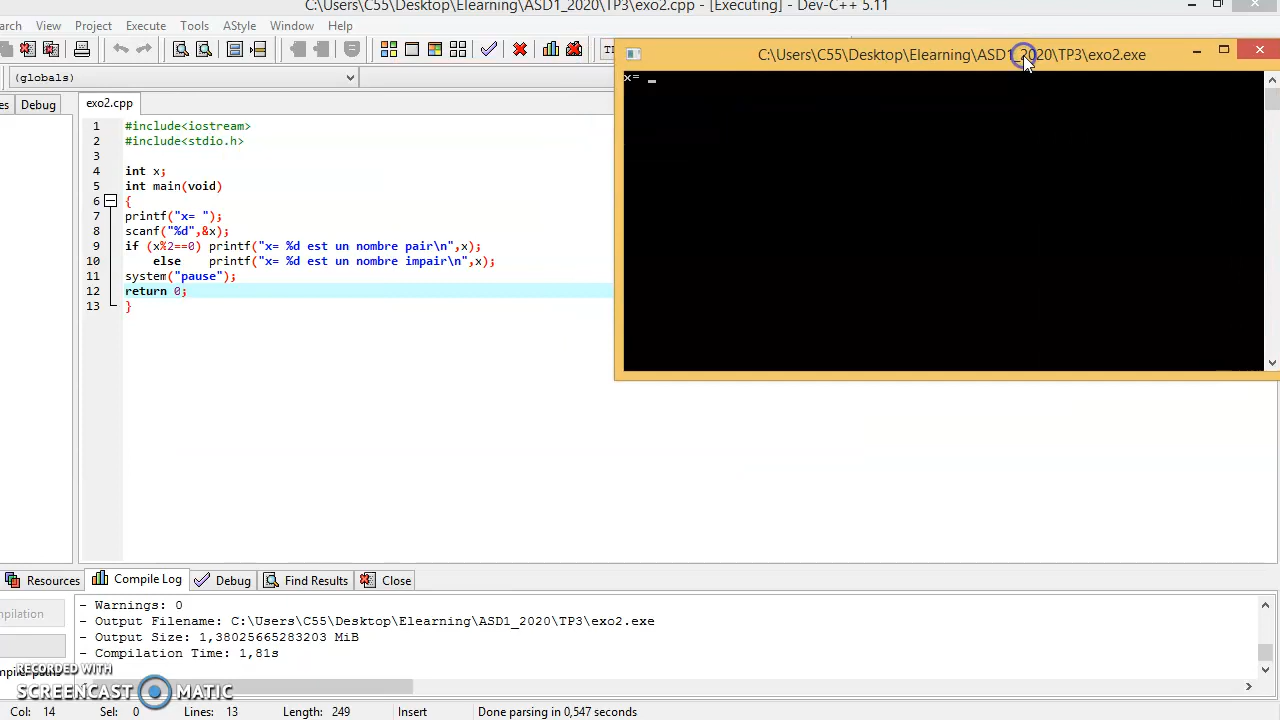 C:\Users\C55\Desktop\Elearning\ASD1_2020\TP3\exo2.cpp - [Executing] - Dev-C++ 5.11
arch View Project Execute Tools AStyle Window Help
(globals)
C:\Users\C55\Desktop\Elearning\ASD1_2020\TP3\exo2.exe
x=
es Debug
exo2.cpp
1 #include<iostream>
2 #include<stdio.h>
3
4 int x;
5 int main(void)
6 {
7 printf("x= ");
8 scanf("%d",&x);
9 if (x%2==0) printf("x= %d est un nombre pair\n",x);
10 else printf("x= %d est un nombre impair\n",x);
11 system("pause");
12 return 0;
13 }
Resources Compile Log Debug Find Results Close
- Warnings: 0
- Output Filename: C:\Users\C55\Desktop\Elearning\ASD1_2020\TP3\exo2.exe
- Output Size: 1,38025665283203 MiB
- Compilation Time: 1,81s
mpilation
mpiler paths
RECORDED WITH
SCREENCAST MATIC
Col: 14 Sel: 0 Lines: 13 Length: 249 Insert Done parsing in 0,547 seconds